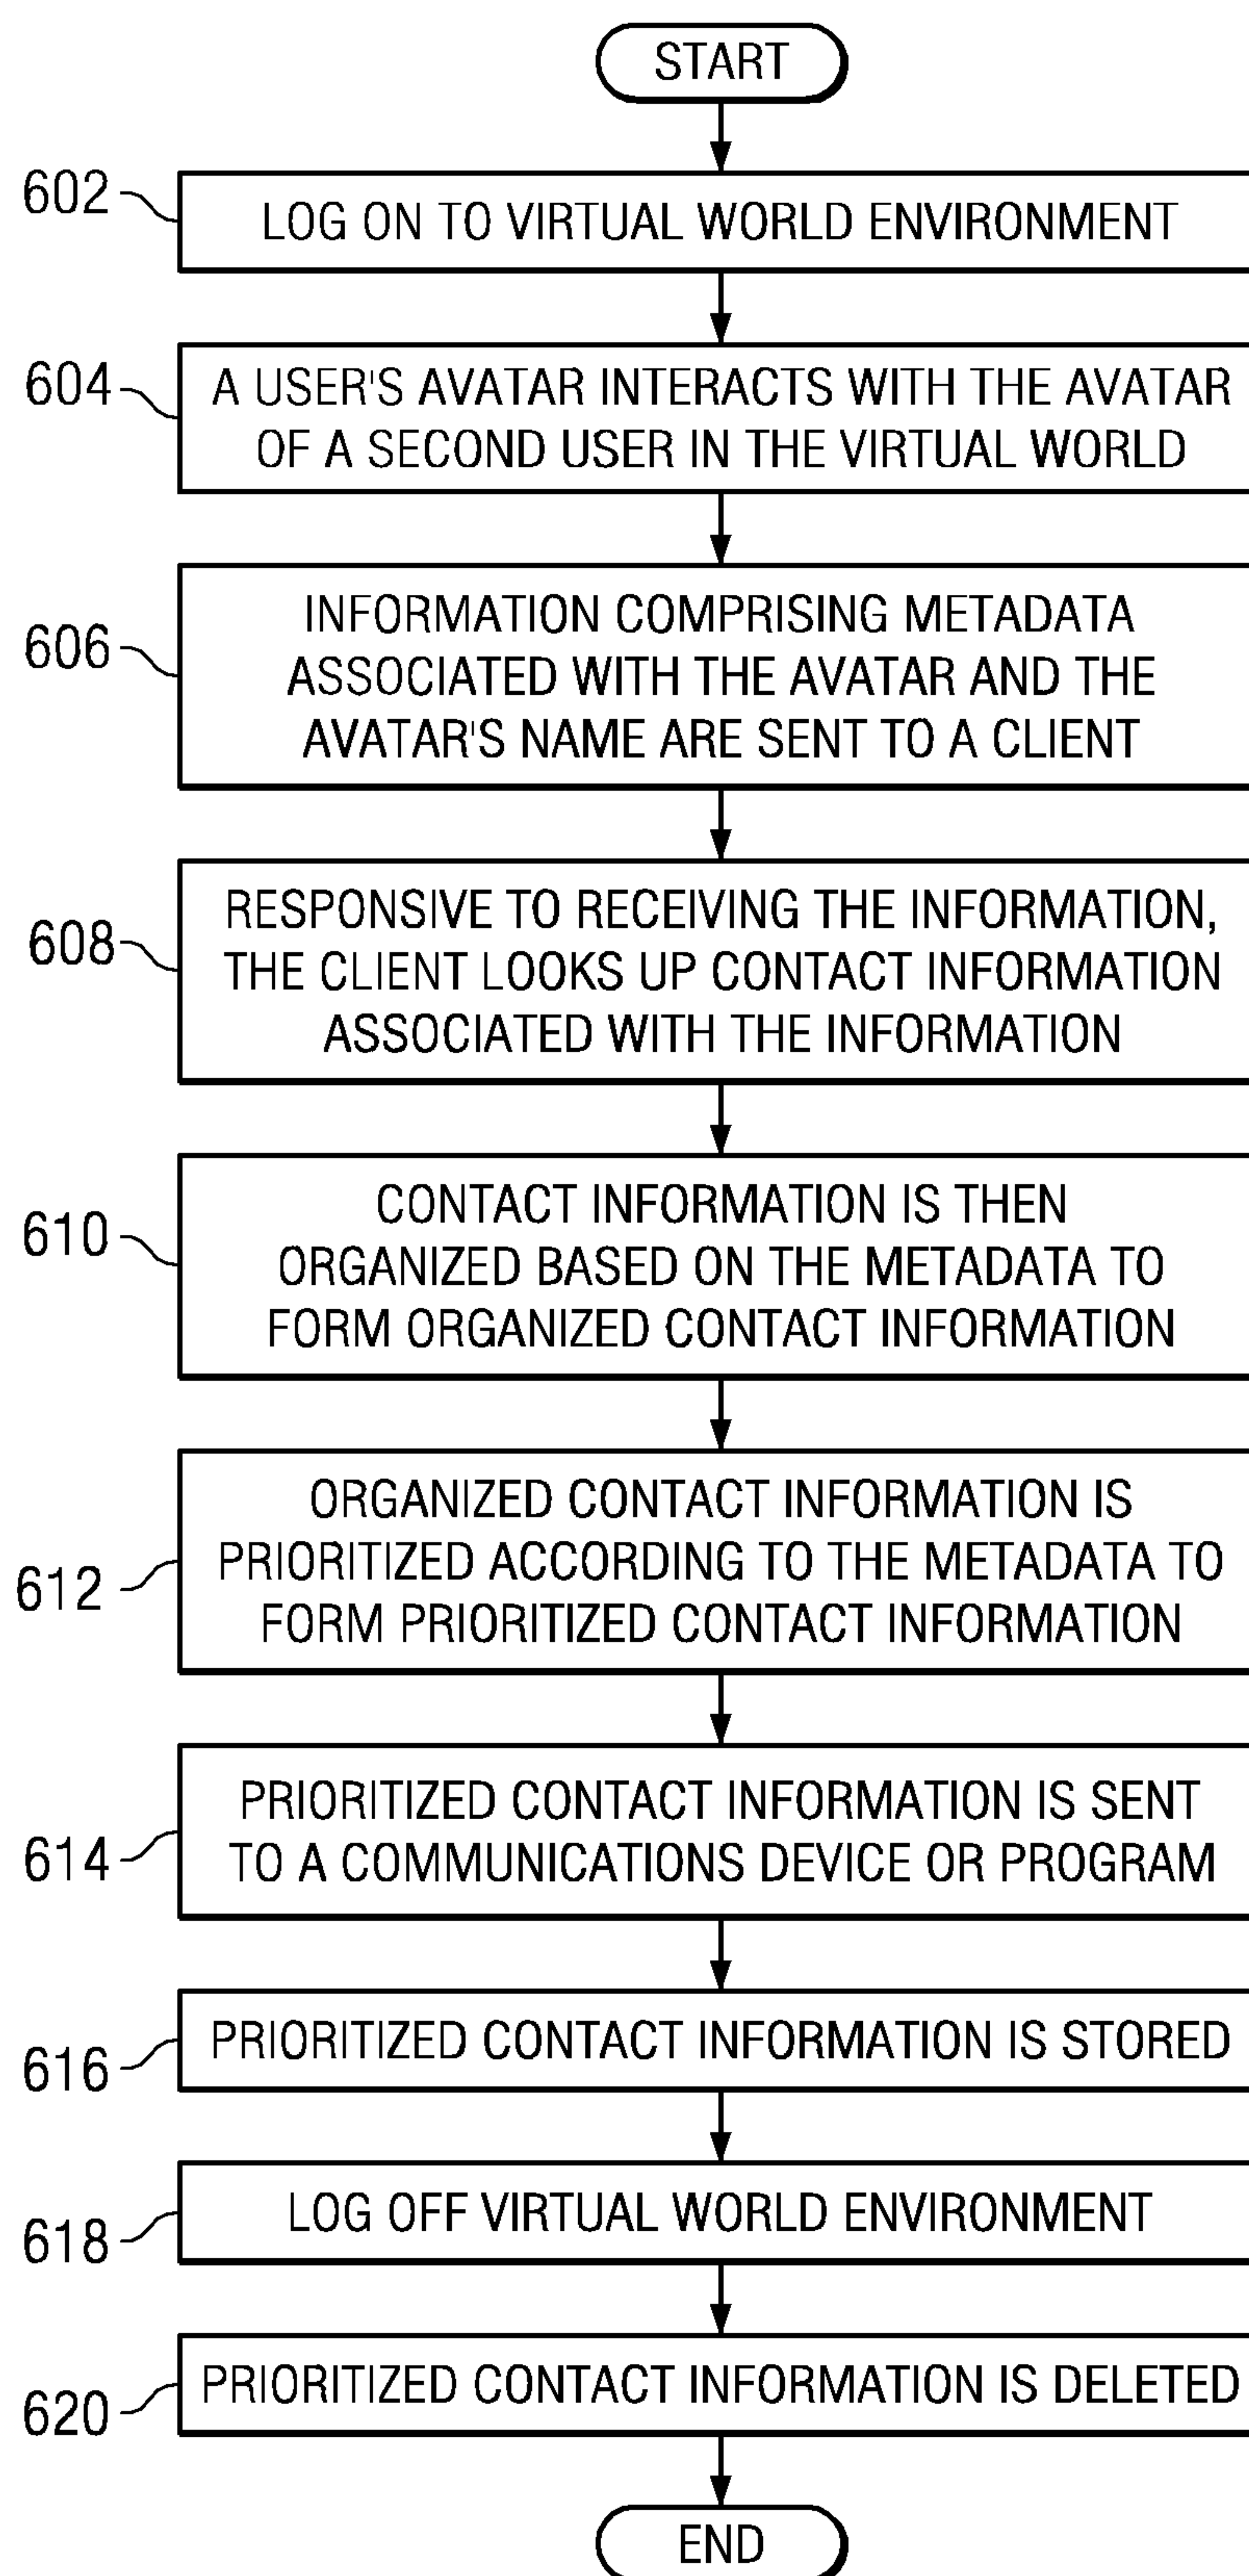 START
602
LOG ON TO VIRTUAL WORLD ENVIRONMENT
604
A USER'S AVATAR INTERACTS WITH THE AVATAR
OF A SECOND USER IN THE VIRTUAL WORLD
606
INFORMATION COMPRISING METADATA
ASSOCIATED WITH THE AVATAR AND THE
AVATAR'S NAME ARE SENT TO A CLIENT
608
RESPONSIVE TO RECEIVING THE INFORMATION,
THE CLIENT LOOKS UP CONTACT INFORMATION
ASSOCIATED WITH THE INFORMATION
610
CONTACT INFORMATION IS THEN
ORGANIZED BASED ON THE METADATA TO
FORM ORGANIZED CONTACT INFORMATION
612
ORGANIZED CONTACT INFORMATION IS
PRIORITIZED ACCORDING TO THE METADATA TO
FORM PRIORITIZED CONTACT INFORMATION
614
PRIORITIZED CONTACT INFORMATION IS SENT
TO A COMMUNICATIONS DEVICE OR PROGRAM
616
PRIORITIZED CONTACT INFORMATION IS STORED
618
LOG OFF VIRTUAL WORLD ENVIRONMENT
620
PRIORITIZED CONTACT INFORMATION IS DELETED
END